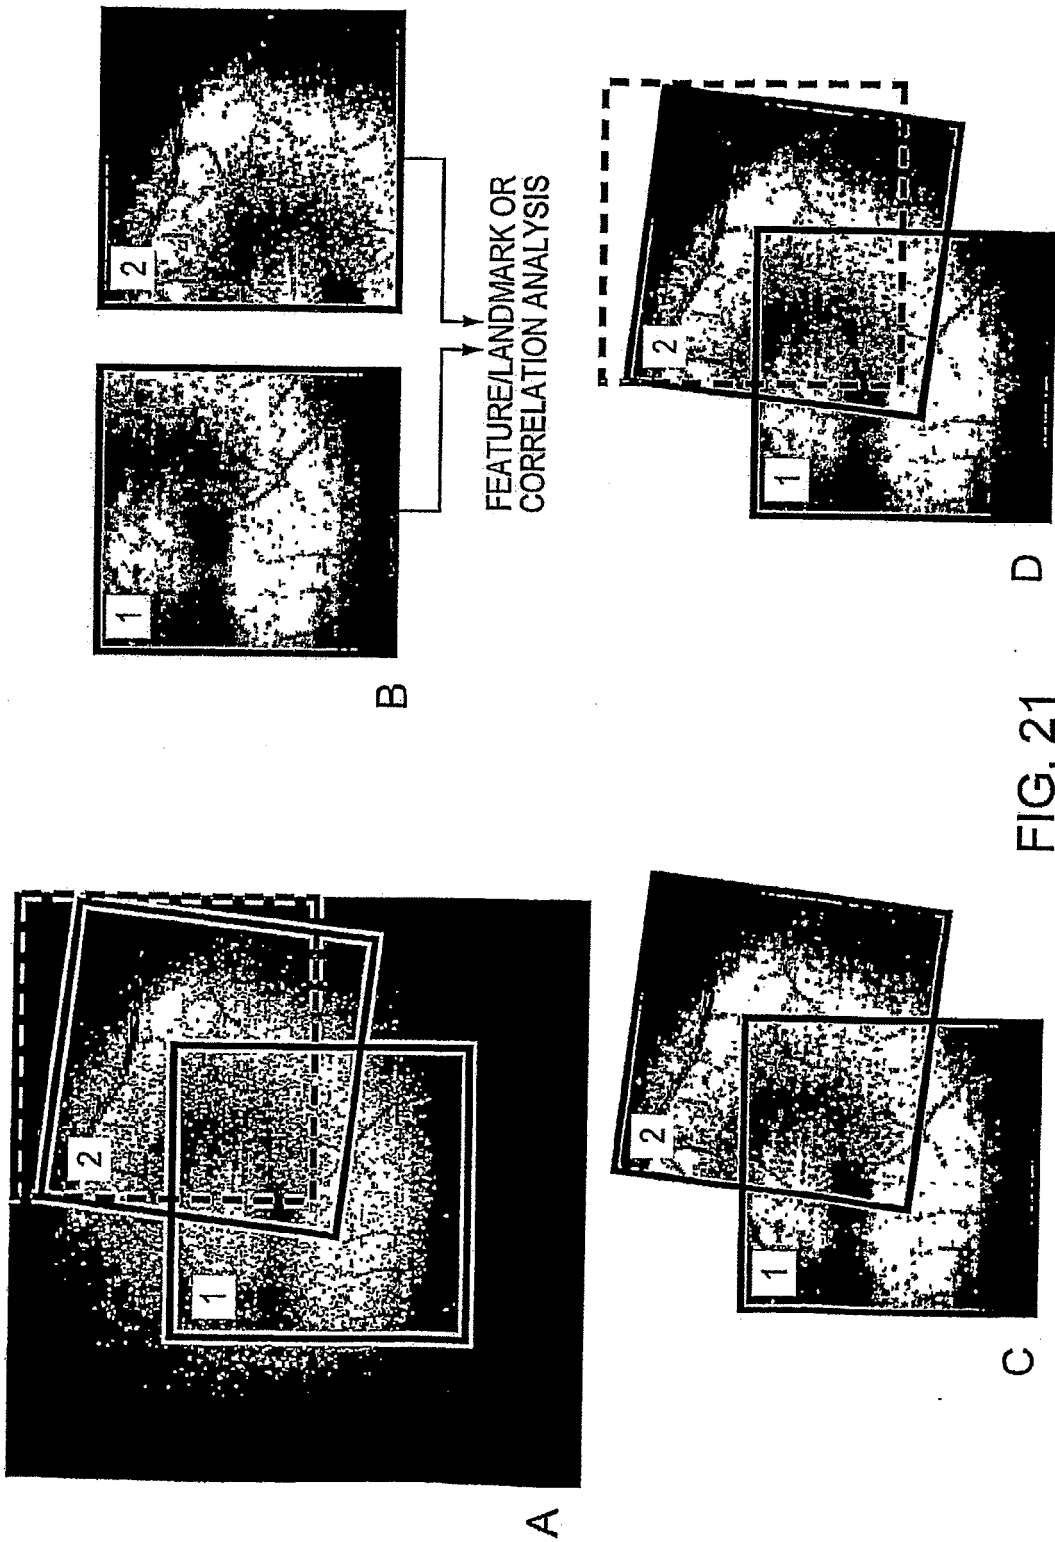 A
1
2
B
1
2
FEATURE/LANDMARK OR
CORRELATION ANALYSIS
C
1
2
D
1
2
FIG. 21